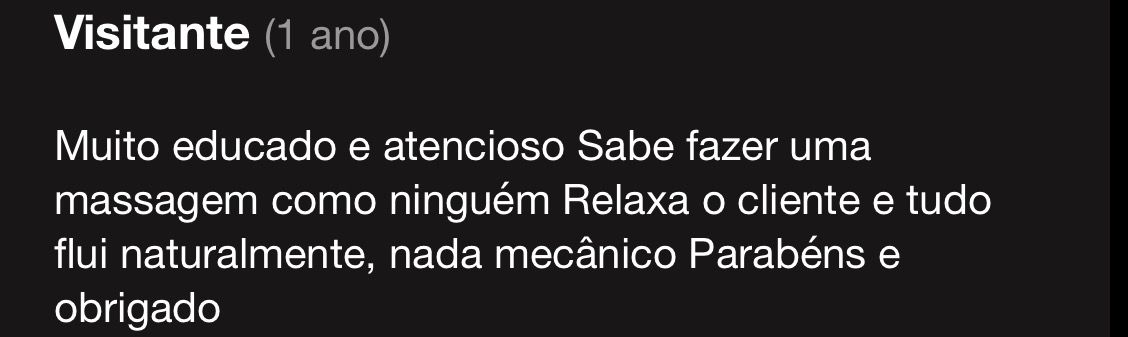 Visitante (1 ano)
Muito educado e atencioso Sabe fazer uma
massagem como ninguém Relaxa o cliente e tudo
flui naturalmente, nada mecânico Parabéns e
obrigado